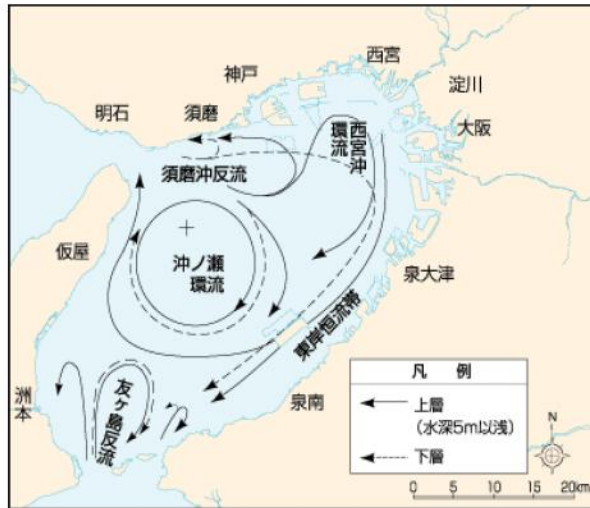 西宮
神戸
淀川
明石
須磨
大阪
西宮沖
環流
須磨沖反流
仮屋
沖ノ瀬
環流
泉大津
東岸恒流帯
洲本
友ヶ島反流
泉南
凡 例
上層
(水深5m以浅)
下層
N
0 5 10 15 20km